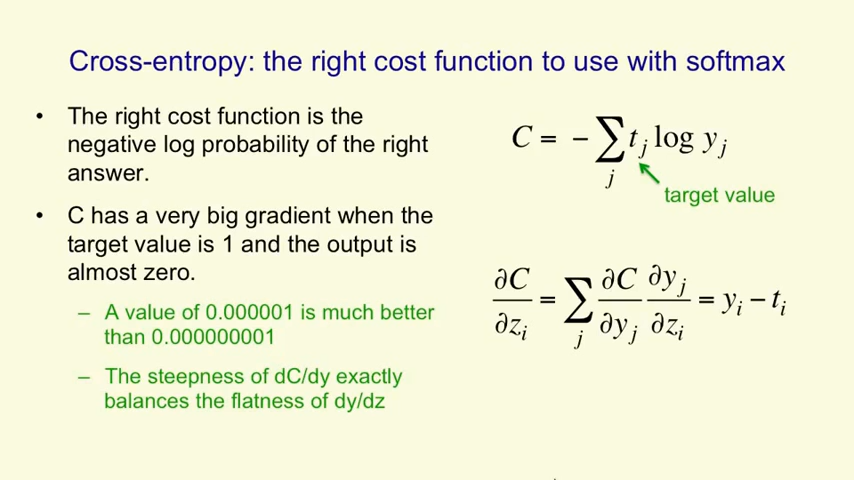 Cross-entropy: the right cost function to use with softmax
• The right cost function is the
negative log probability of the right
answer.
• C has a very big gradient when the
target value is 1 and the output is
almost zero.
– A value of 0.000001 is much better
than 0.000000001
– The steepness of dC/dy exactly
balances the flatness of dy/dz
C = − ∑_j t_j log y_j
target value
∂C/∂z_i = ∑_j ∂C/∂y_j ∂y_j/∂z_i = y_i − t_i